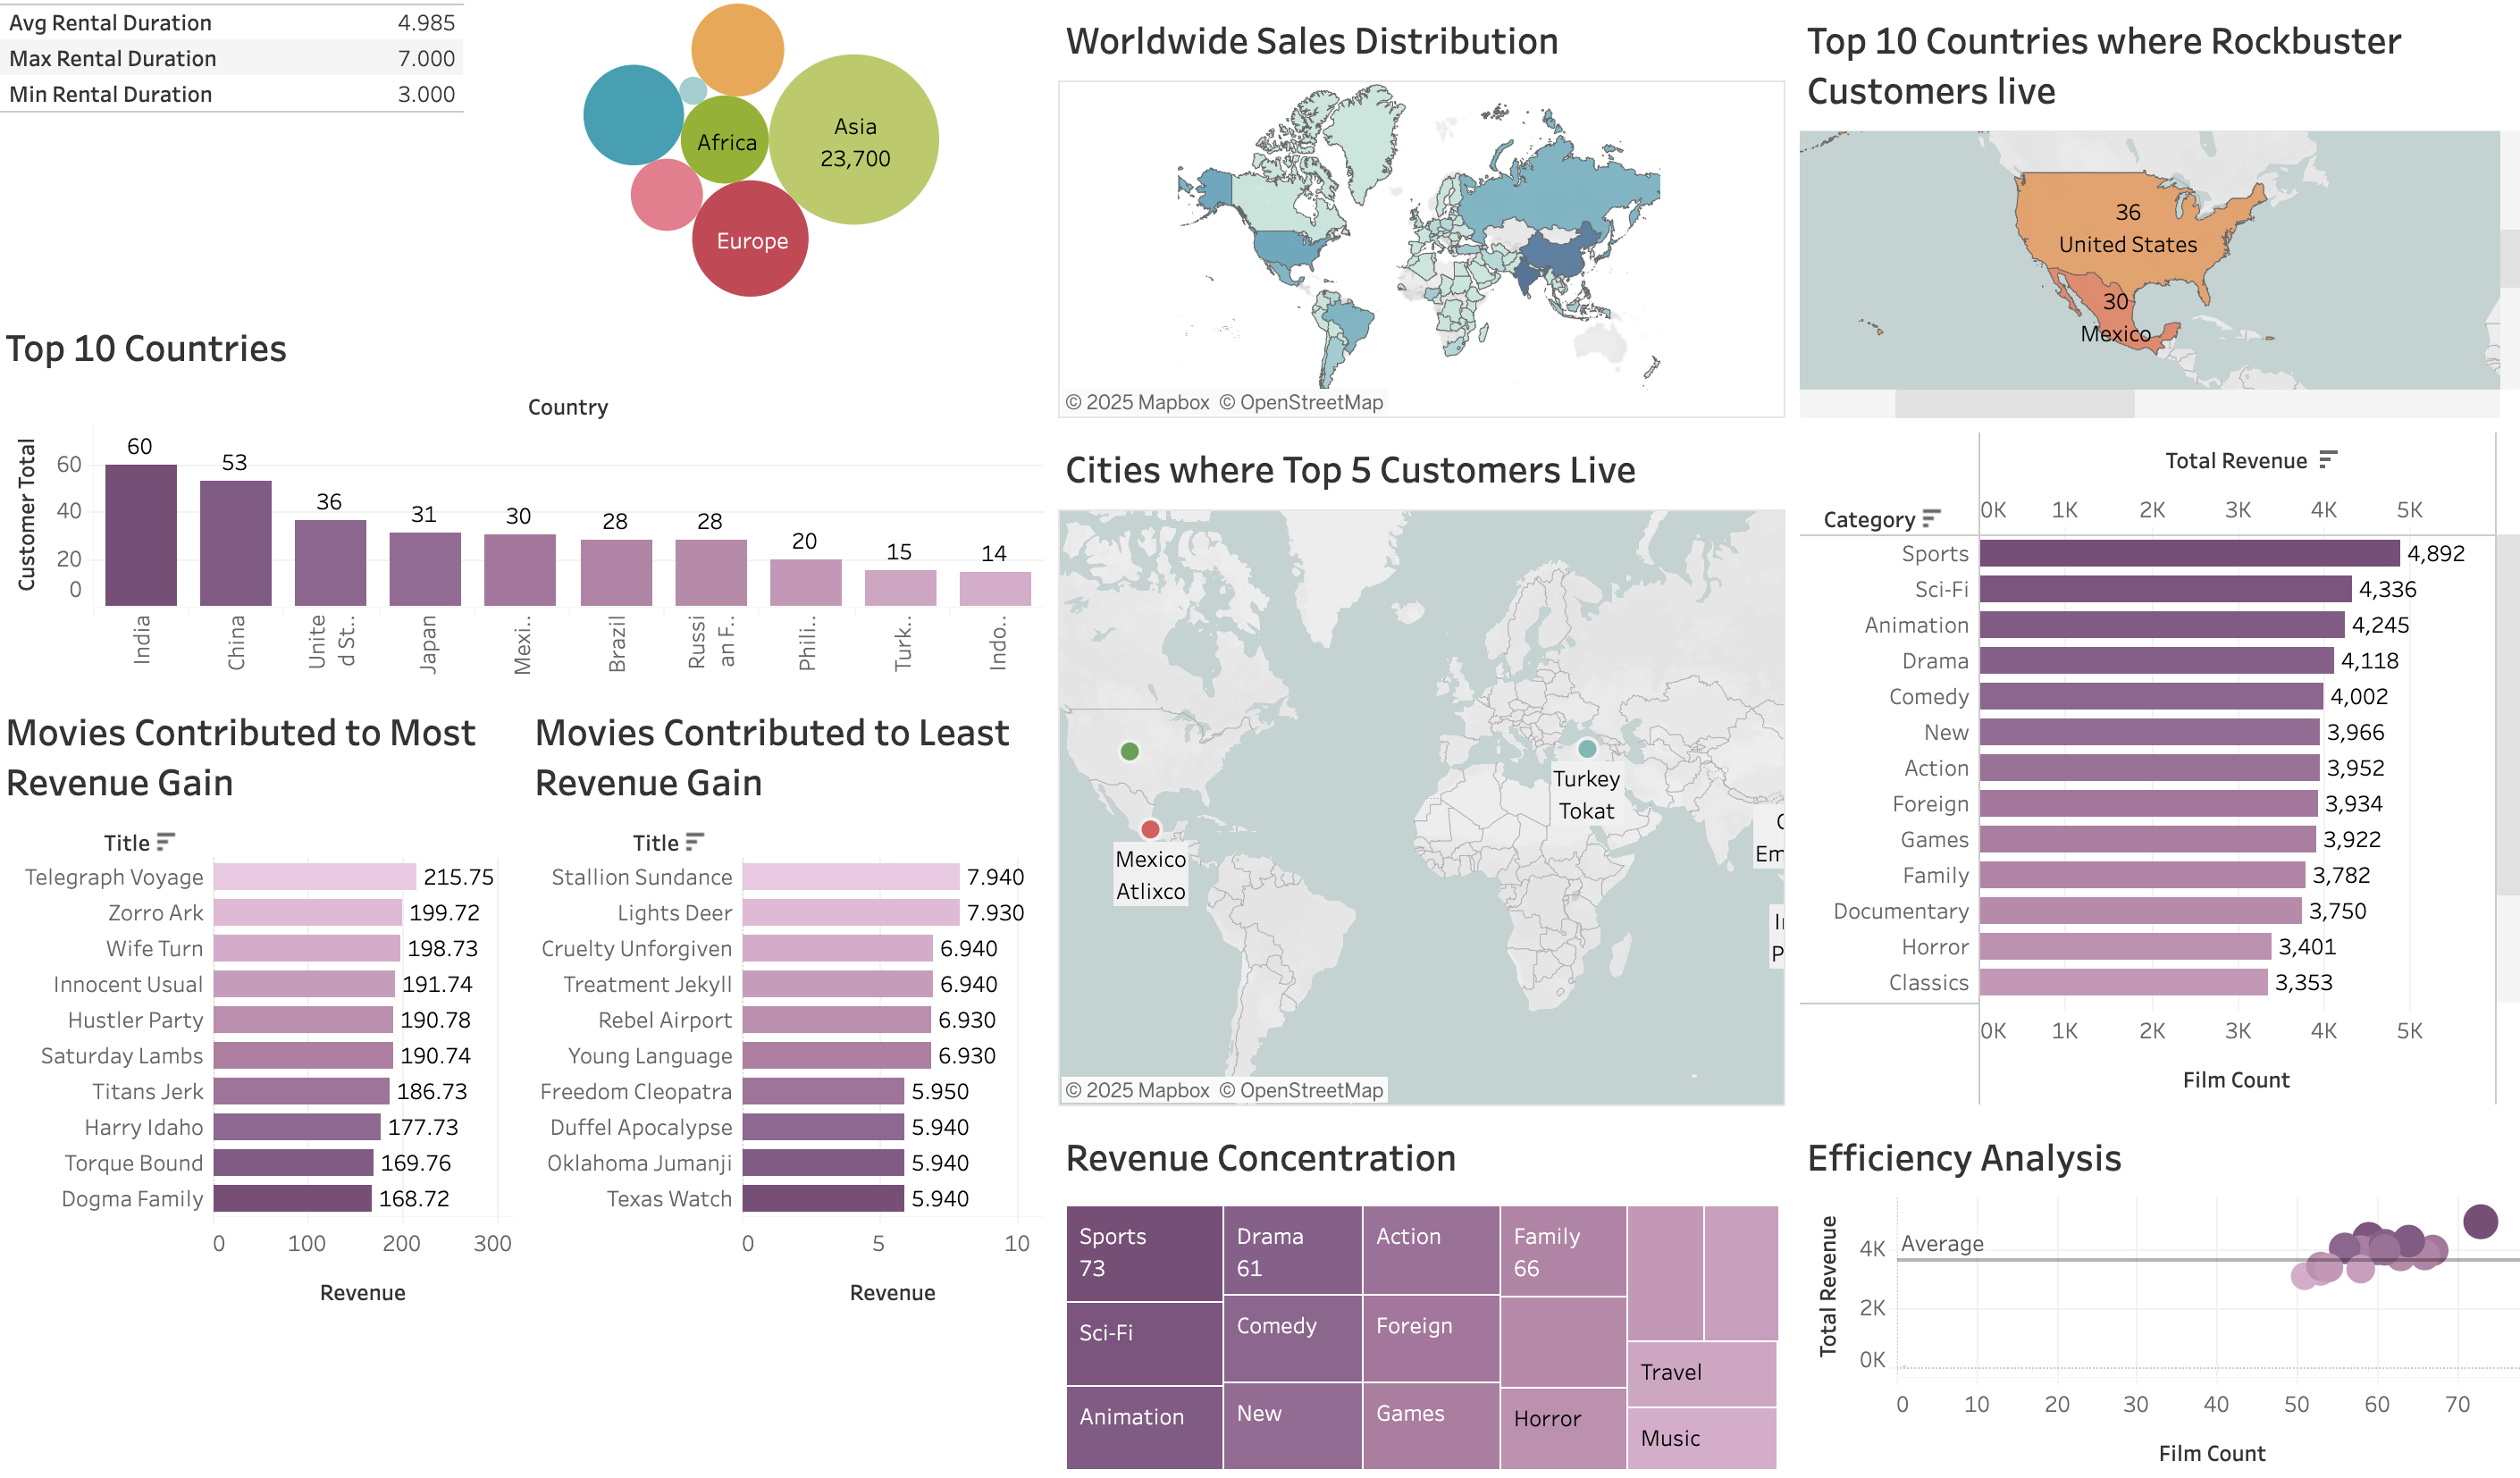 Avg Rental Duration 4.985
Max Rental Duration 7.000
Min Rental Duration 3.000
Africa
Asia
23,700
Europe
Top 10 Countries
Country
Customer Total
60
40
20
0
60
53
36
31
30
28
28
20
15
14
India
China
Unite
d St..
Japan
Mexi..
Brazil
Russi
an F..
Phili..
Turk..
Indo..
Movies Contributed to Most
Revenue Gain
Title
Telegraph Voyage 215.75
Zorro Ark 199.72
Wife Turn 198.73
Innocent Usual 191.74
Hustler Party 190.78
Saturday Lambs 190.74
Titans Jerk 186.73
Harry Idaho 177.73
Torque Bound 169.76
Dogma Family 168.72
0 100 200 300
Revenue
Movies Contributed to Least
Revenue Gain
Title
Stallion Sundance 7.940
Lights Deer 7.930
Cruelty Unforgiven 6.940
Treatment Jekyll 6.940
Rebel Airport 6.930
Young Language 6.930
Freedom Cleopatra 5.950
Duffel Apocalypse 5.940
Oklahoma Jumanji 5.940
Texas Watch 5.940
0 5 10
Revenue
Worldwide Sales Distribution
© 2025 Mapbox © OpenStreetMap
Cities where Top 5 Customers Live
Turkey
Tokat
Mexico
Atlixco
Em
P
© 2025 Mapbox © OpenStreetMap
Revenue Concentration
Sports
73
Sci-Fi
Animation
Drama
61
Comedy
New
Action
Foreign
Games
Family
66
Horror
Travel
Music
Top 10 Countries where Rockbuster
Customers live
36
United States
30
Mexico
Total Revenue
Category
0K 1K 2K 3K 4K 5K
Sports 4,892
Sci-Fi 4,336
Animation 4,245
Drama 4,118
Comedy 4,002
New 3,966
Action 3,952
Foreign 3,934
Games 3,922
Family 3,782
Documentary 3,750
Horror 3,401
Classics 3,353
0K 1K 2K 3K 4K 5K
Film Count
Efficiency Analysis
Total Revenue
4K
2K
0K
Average
0 10 20 30 40 50 60 70
Film Count